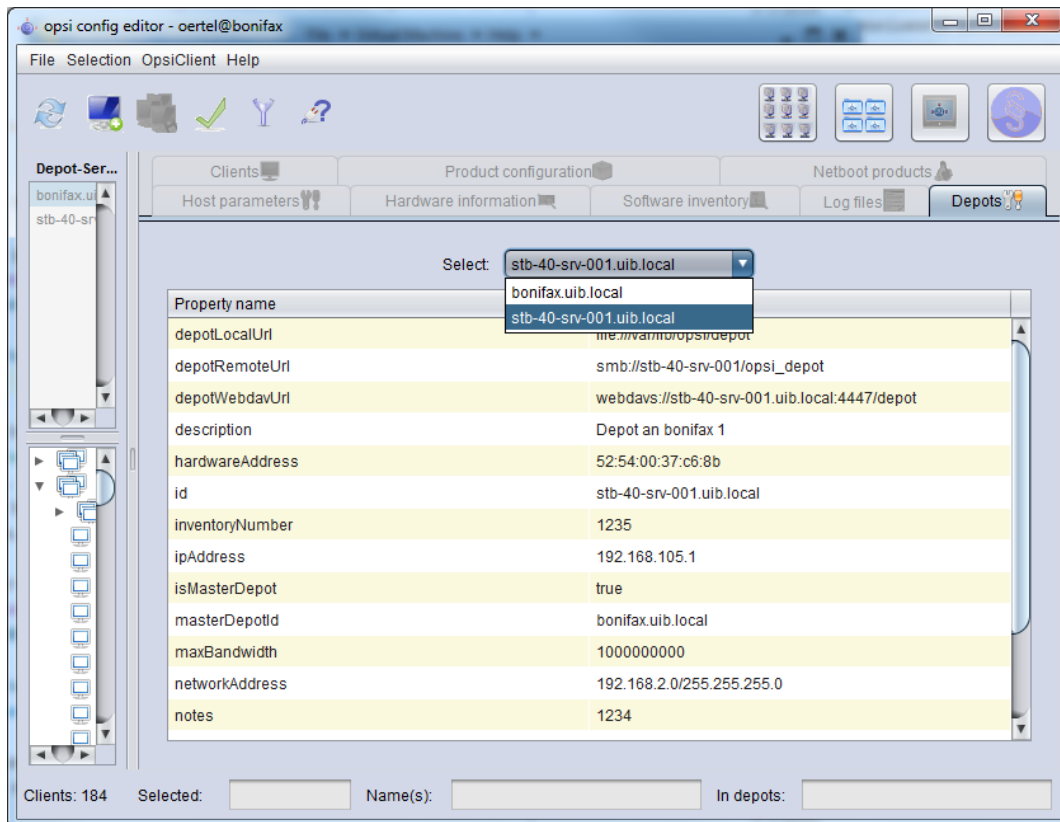 opsi config editor - oertel@bonifax
File Selection OpsiClient Help
Depot-Ser...
bonifax.ui
stb-40-sr
Clients
Product configuration
Netboot products
Host parameters
Hardware information
Software inventory
Log files
Depots
Select: stb-40-srv-001.uib.local
bonifax.uib.local
stb-40-srv-001.uib.local
Property name
depotLocalUrl file:///var/lib/opsi/depot
depotRemoteUrl smb://stb-40-srv-001/opsi_depot
depotWebdavUrl webdavs://stb-40-srv-001.uib.local:4447/depot
description Depot an bonifax 1
hardwareAddress 52:54:00:37:c6:8b
id stb-40-srv-001.uib.local
inventoryNumber 1235
ipAddress 192.168.105.1
isMasterDepot true
masterDepotId bonifax.uib.local
maxBandwidth 1000000000
networkAddress 192.168.2.0/255.255.255.0
notes 1234
Clients: 184 Selected: Name(s): In depots: